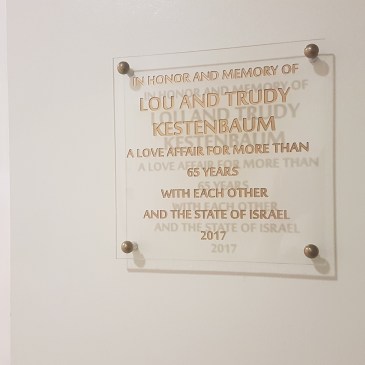 IN HONOR AND MEMORY OF
LOU AND TRUDY
KESTENBAUM
A LOVE AFFAIR FOR MORE THAN
65 YEARS
WITH EACH OTHER
AND THE STATE OF ISRAEL
2017